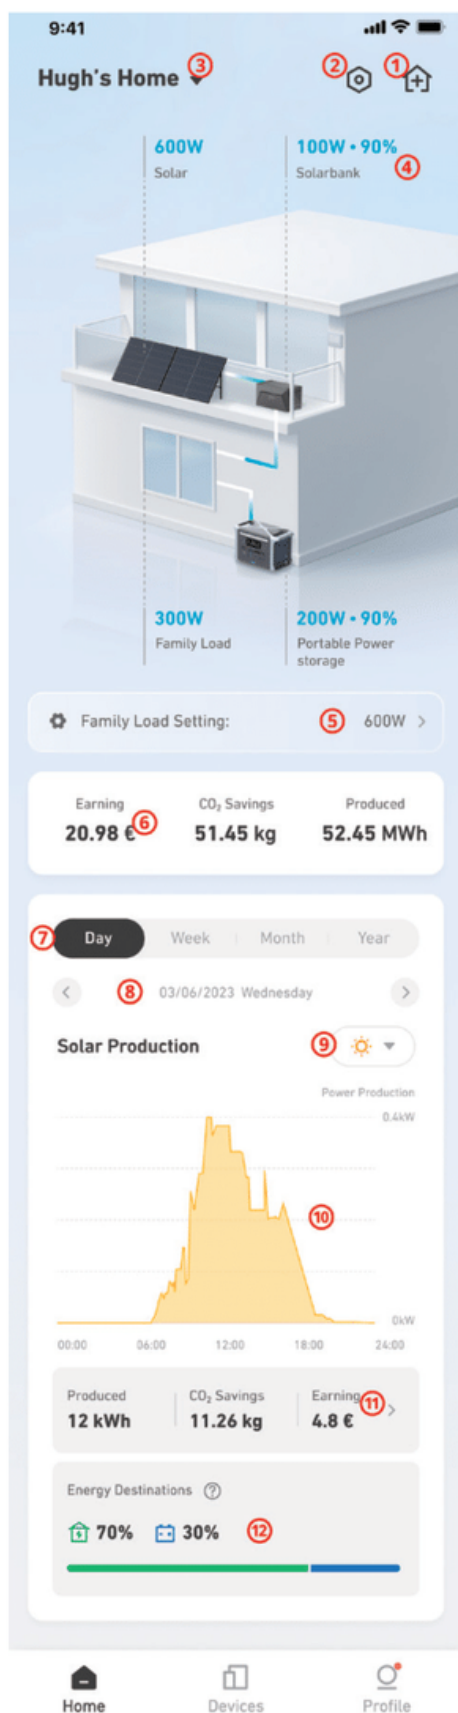 9:41
Hugh's Home ③ ② ①
600W 100W • 90%
Solar Solarbank ④
300W 200W • 90%
Family Load Portable Power
storage
Family Load Setting: ⑤ 600W >
Earning CO₂ Savings Produced
20.98 € ⑥ 51.45 kg 52.45 MWh
⑦ Day Week Month Year
< ⑧ 03/06/2023 Wednesday >
Solar Production ⑨
Power Production
0.4kW
⑩
0kW
00:00 06:00 12:00 18:00 24:00
Produced CO₂ Savings Earning ⑪
12 kWh 11.26 kg 4.8 € >
Energy Destinations ?
70% 30% ⑫
Home Devices Profile